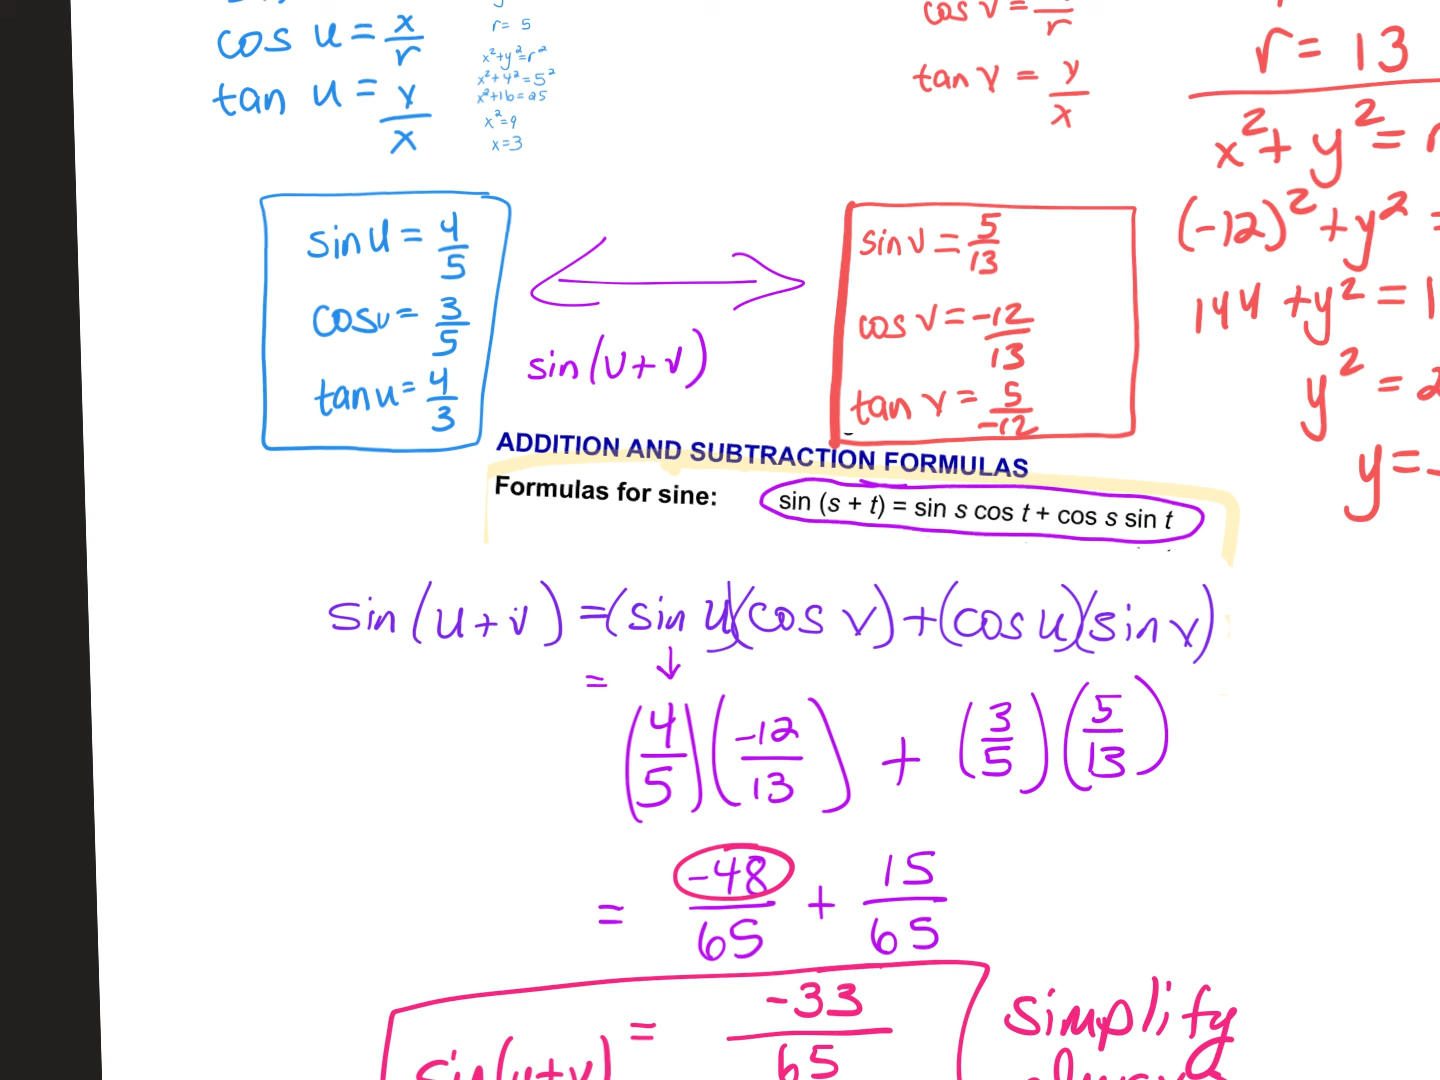 cos u = x/r
tan u = y/x
r = 5
x²+y²=r²
x²+4²=5²
x²+16=25
x²=9
x=3
cos v = /r
tan v = y/x
r = 13
x² + y² =
(-12)² + y² =
144 + y² = 1
y² = 2
y = -
sin u = 4/5
cos u = 3/5
tan u = 4/3
sin(u+v)
sin v = 5/13
cos v = -12/13
tan v = 5/-12
ADDITION AND SUBTRACTION FORMULAS
Formulas for sine: sin (s + t) = sin s cos t + cos s sin t
sin(u+v) = (sin u)(cos v) + (cos u)(sin v)
= (4/5)(-12/13) + (3/5)(5/13)
= -48/65 + 15/65
sin(u+v) = -33/65
simplify